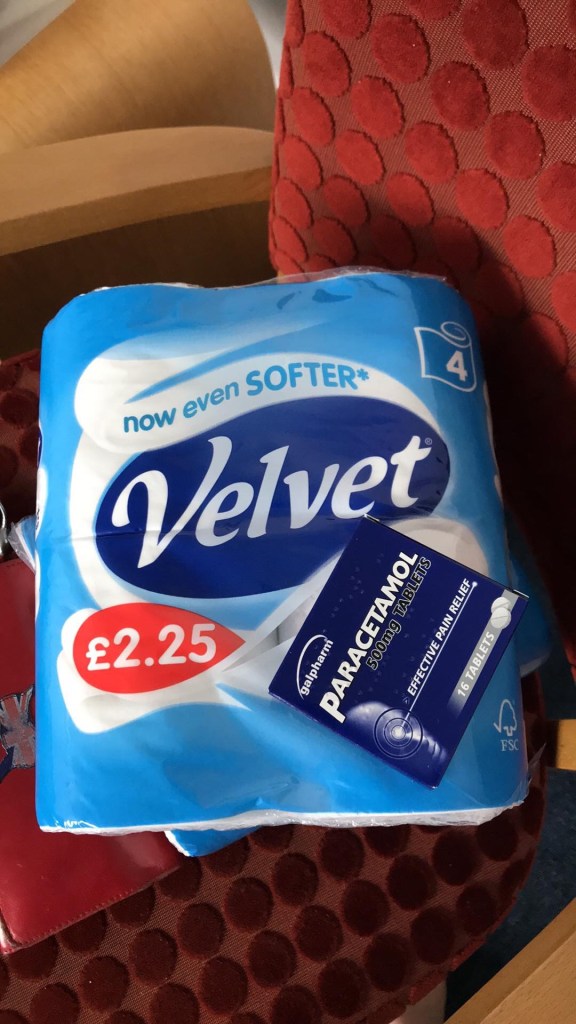 4
now even SOFTER*
Velvet®
£2.25
galpharm
PARACETAMOL
500mg TABLETS
EFFECTIVE PAIN RELIEF
16 TABLETS
FSC